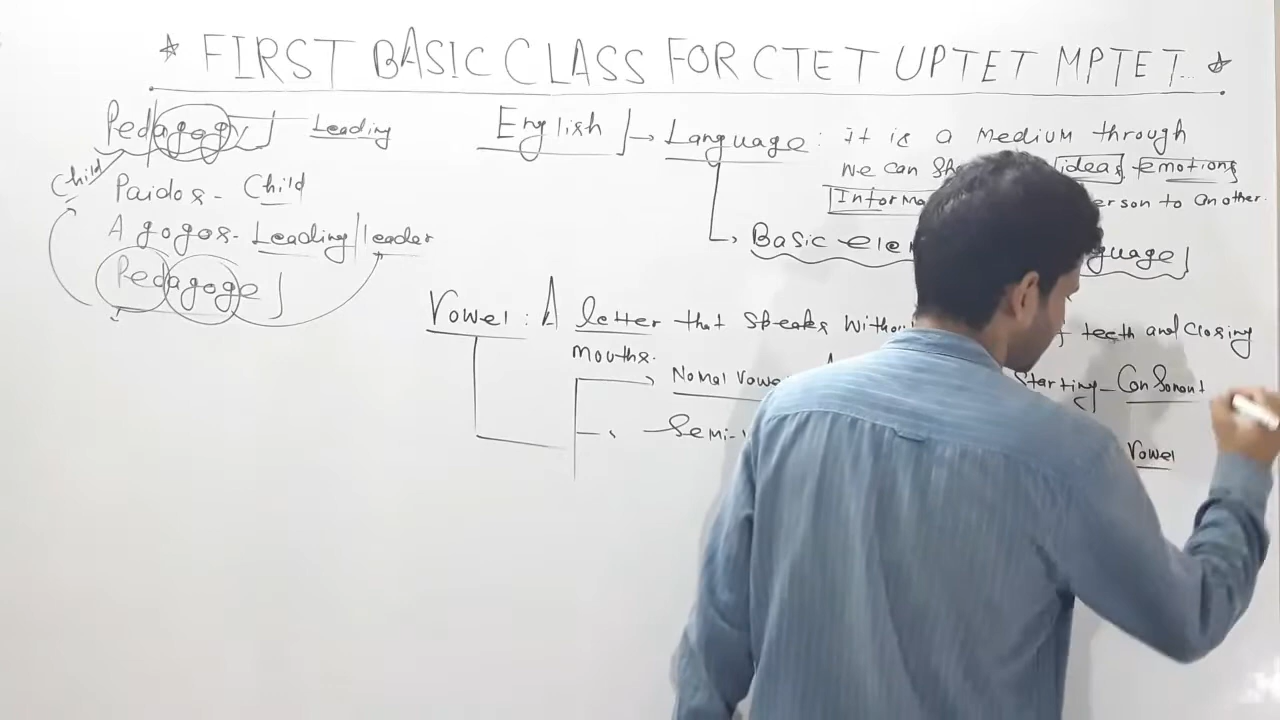 * FIRST BASIC CLASS FOR CTET UPTET MPTET... *
Pedagogy Leading
Child
Paidos - Child
Agogos - Leading/leader
Pedagoge
English → Language: it is a medium through
we can ideas emotions
Informa erson to another.
Basic ele guage
Vowel: A letter that speaks witho teeth and closing
mouths.
Nomal Vowe
Starting - Consonant
Semi-
Vowel